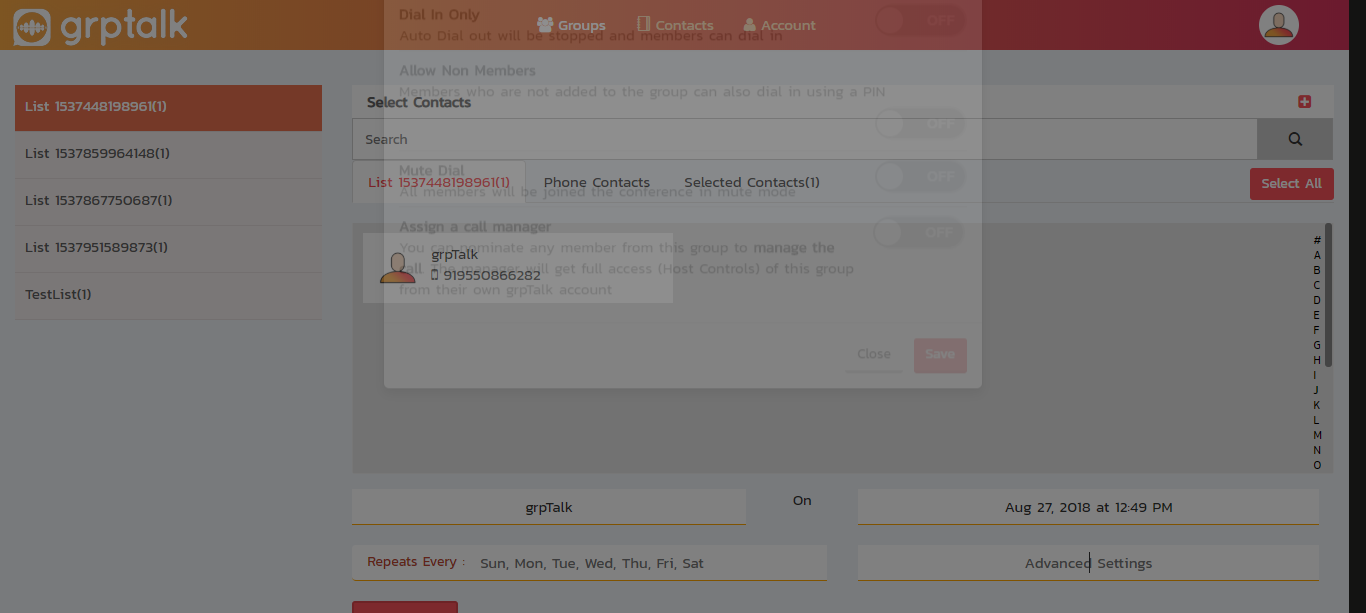 grptalk
Groups
Contacts
Account
Dial In Only
OFF
Auto Dial out will be stopped and members can dial in
Allow Non Members
Members who are not added to the group can also dial in using a PIN
OFF
Mute Dial
OFF
All members will be joined the conference in mute mode
Assign a call manager
OFF
You can nominate any member from this group to manage the
call. The manager will get full access (Host Controls) of this group
from their own grpTalk account
Close
Save
List 1537448198961(1)
List 1537859964148(1)
List 15378677506​87(1)
List 1537951589873(1)
TestList(1)
Select Contacts
Search
List 1537448198961(1)
Phone Contacts
Selected Contacts(1)
Select All
grpTalk
919550866282
#
A
B
C
D
E
F
G
H
I
J
K
L
M
N
O
grpTalk
On
Aug 27, 2018 at 12:49 PM
Repeats Every :
Sun, Mon, Tue, Wed, Thu, Fri, Sat
Advanced Settings